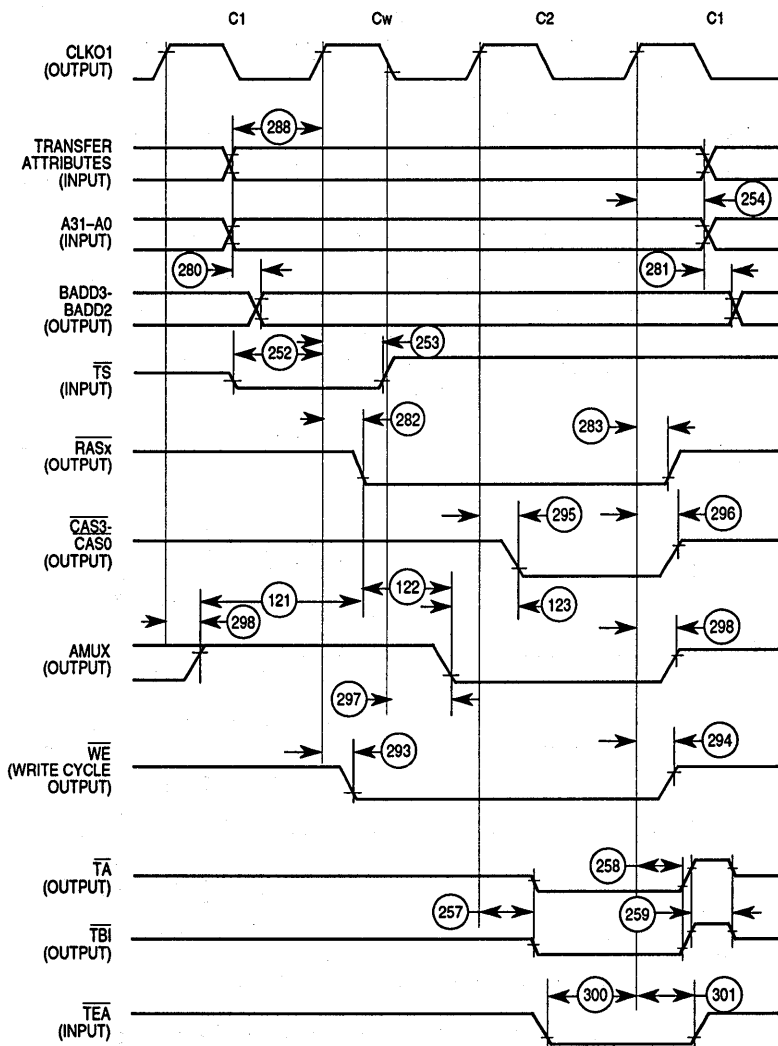 C1 Cw C2 C1
CLKO1
(OUTPUT)
288
TRANSFER
ATTRIBUTES
(INPUT)
254
A31–A0
(INPUT)
280 281
BADD3-
BADD2
(OUTPUT)
252 253
TS
(INPUT)
282 283
RASx
(OUTPUT)
295 296
CAS3-
CAS0
(OUTPUT)
121 122 123
298 298
AMUX
(OUTPUT)
297
293 294
WE
(WRITE CYCLE
OUTPUT)
258
TA
(OUTPUT)
257 259
TBI
(OUTPUT)
300 301
TEA
(INPUT)